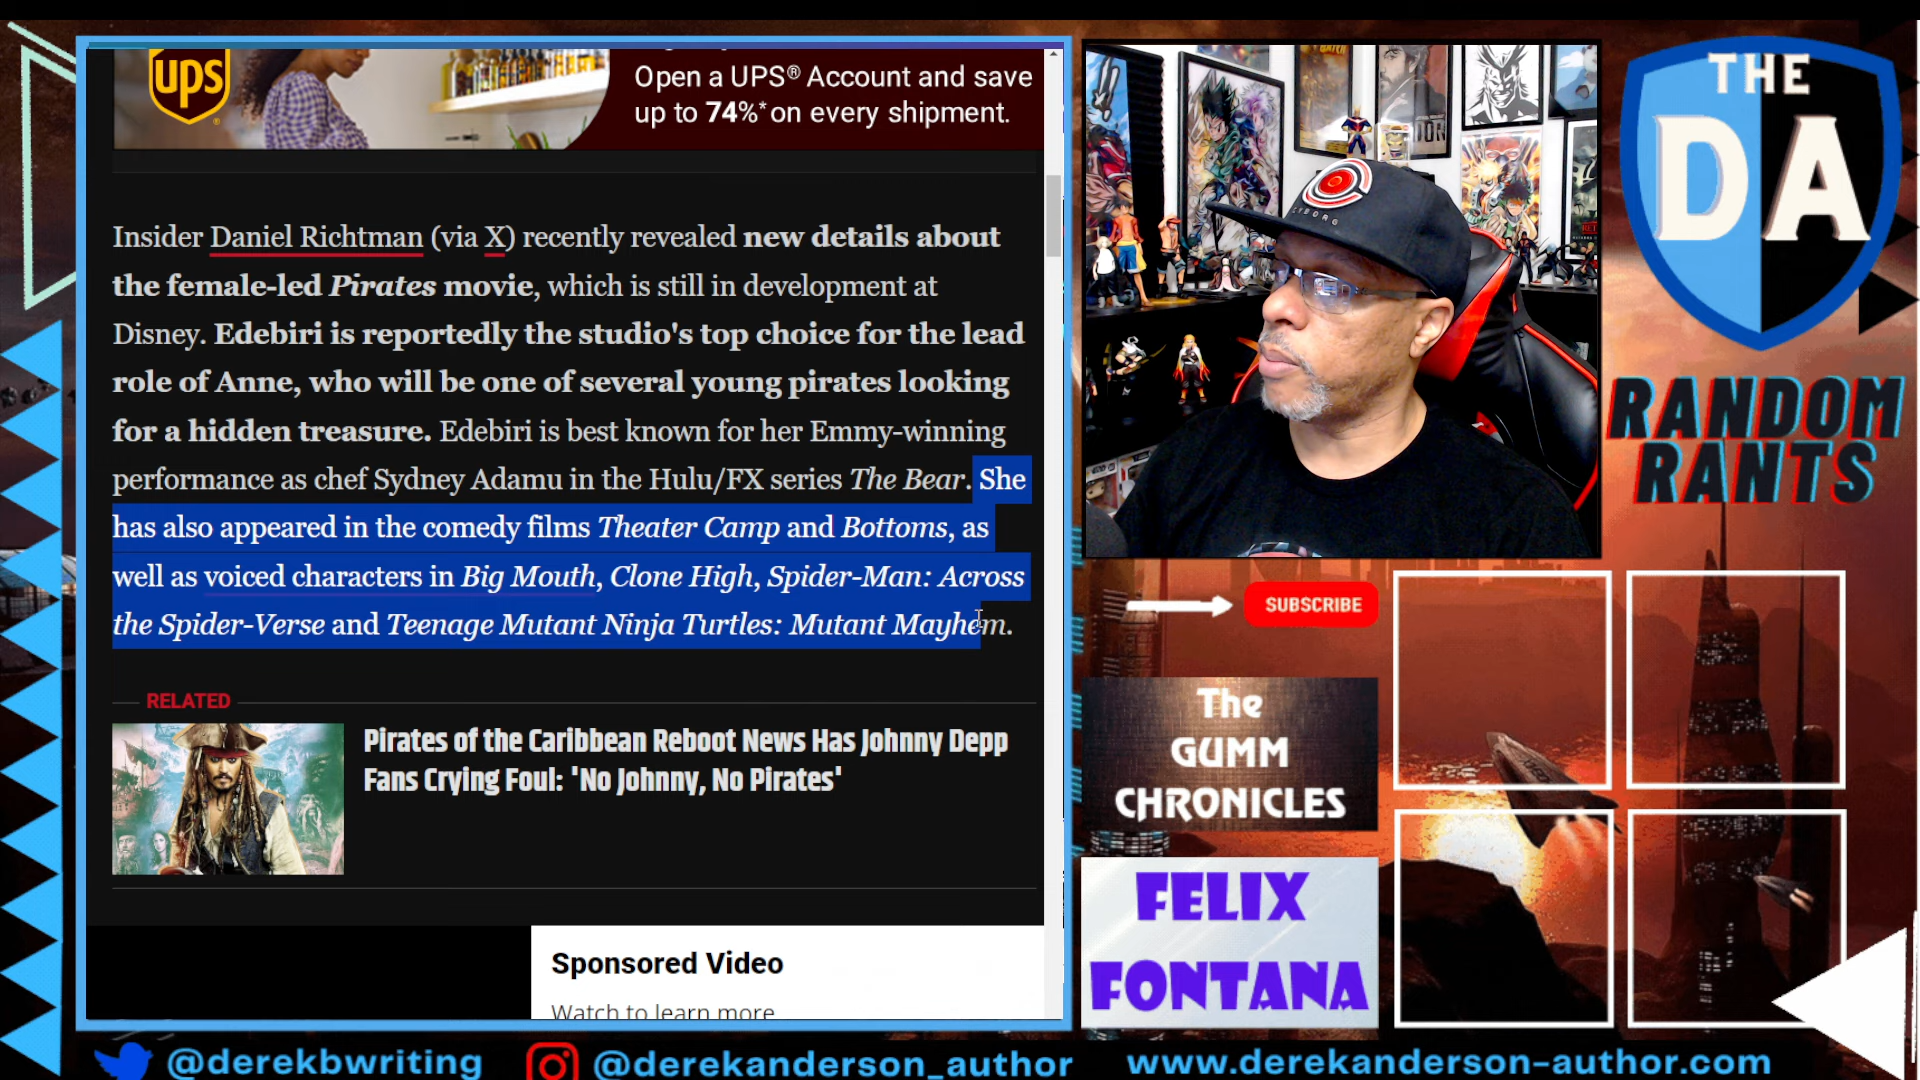 ups
Open a UPS® Account and save
up to 74%* on every shipment.
Insider Daniel Richtman (via X) recently revealed new details about
the female-led Pirates movie, which is still in development at
Disney. Edebiri is reportedly the studio's top choice for the lead
role of Anne, who will be one of several young pirates looking
for a hidden treasure. Edebiri is best known for her Emmy-winning
performance as chef Sydney Adamu in the Hulu/FX series The Bear. She
has also appeared in the comedy films Theater Camp and Bottoms, as
well as voiced characters in Big Mouth, Clone High, Spider-Man: Across
the Spider-Verse and Teenage Mutant Ninja Turtles: Mutant Mayhem.
RELATED
Pirates of the Caribbean Reboot News Has Johnny Depp
Fans Crying Foul: 'No Johnny, No Pirates'
Sponsored Video
Watch to learn more
CYBORG
THE
DA
RANDOM
RANTS
SUBSCRIBE
The
GUMM
CHRONICLES
FELIX
FONTANA
@derekbwriting
@derekanderson_author
www.derekanderson-author.com